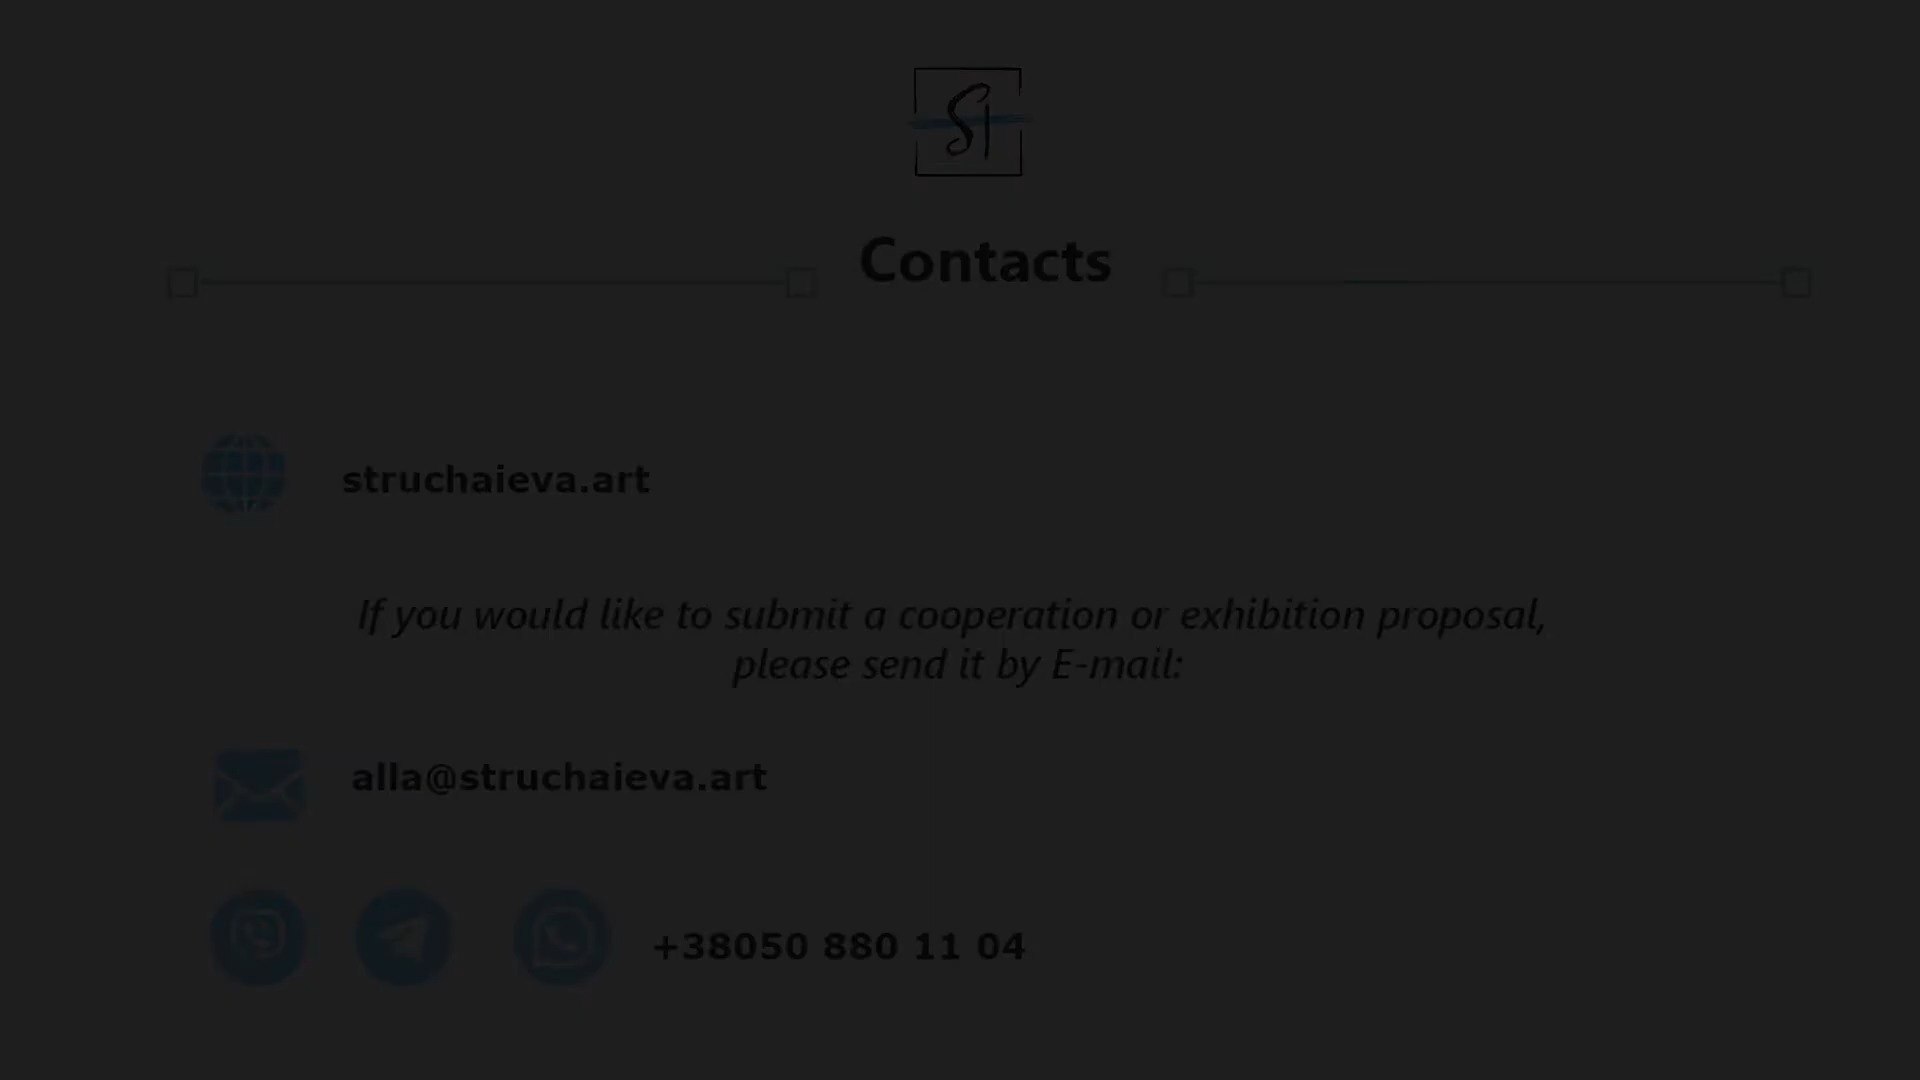 Contacts
struchaieva.art
If you would like to submit a cooperation or exhibition proposal,
please send it by E-mail:
alla@struchaieva.art
+38050 880 11 04